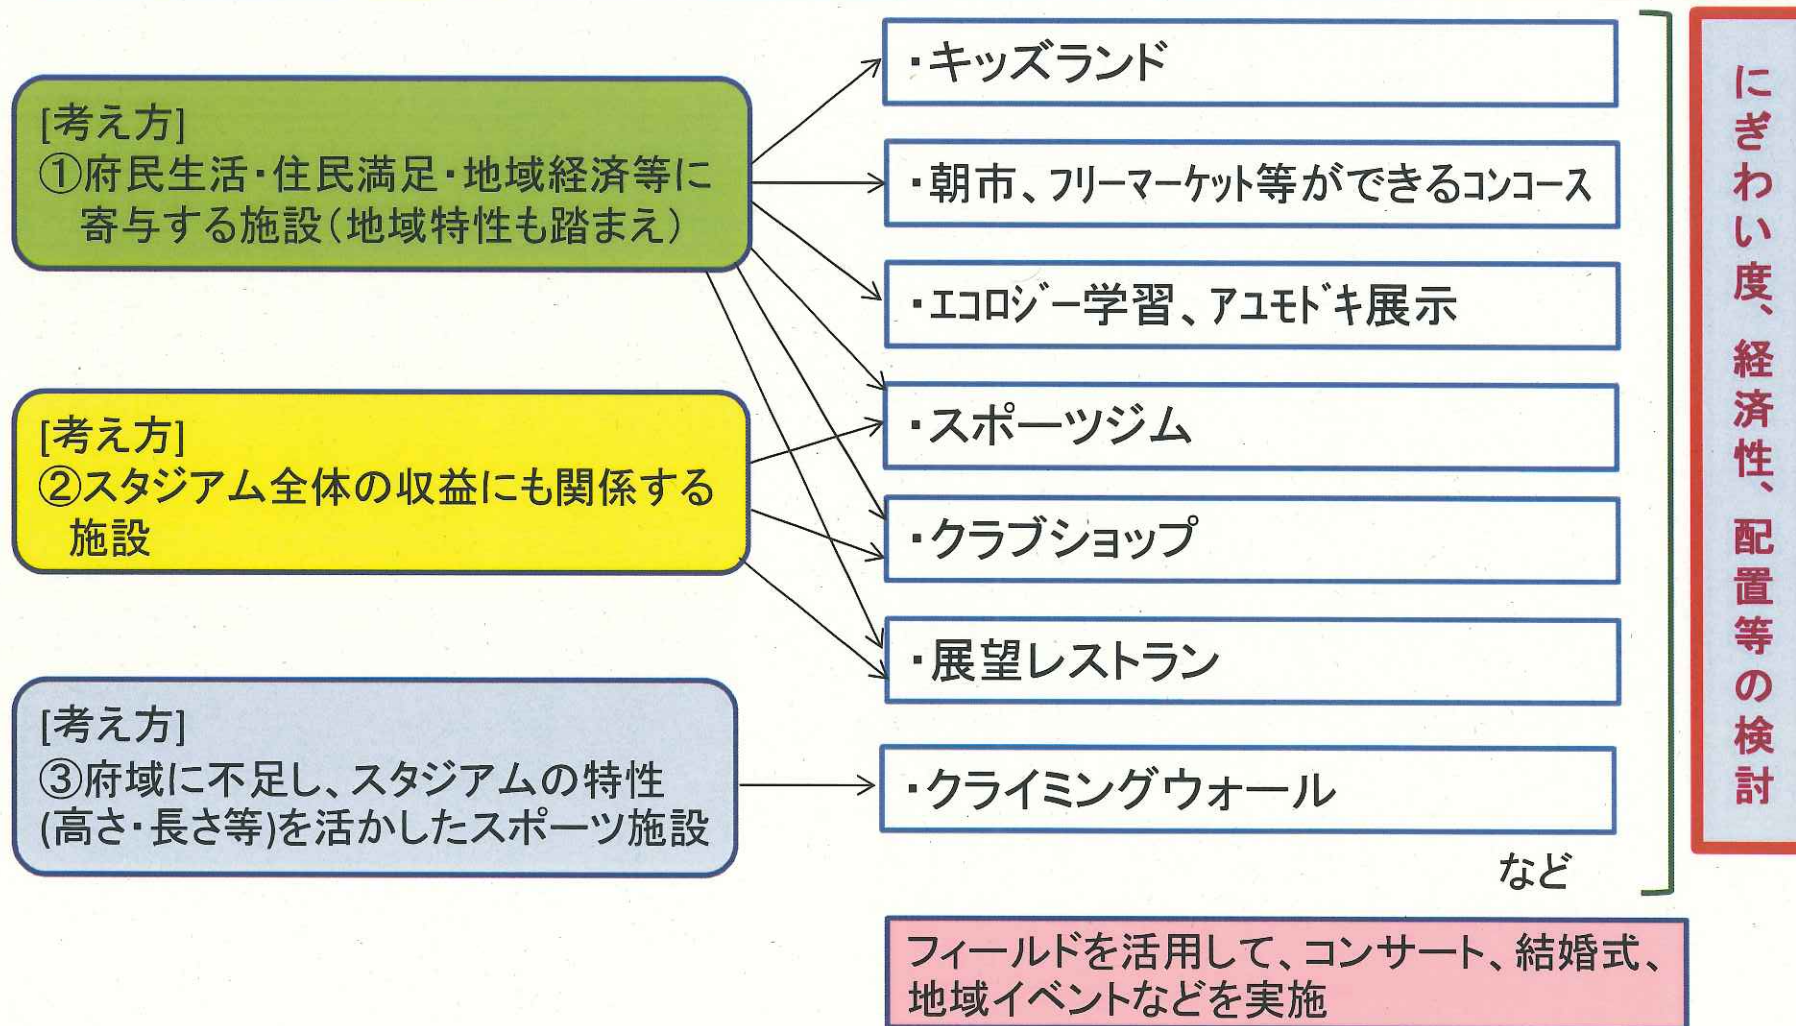 [考え方]
①府民生活・住民満足・地域経済等に
寄与する施設(地域特性も踏まえ)
[考え方]
②スタジアム全体の収益にも関係する
施設
[考え方]
③府域に不足し、スタジアムの特性
(高さ・長さ等)を活かしたスポーツ施設
・キッズランド
・朝市、フリーマーケット等ができるコンコース
・エコロジー学習、アユモドキ展示
・スポーツジム
・クラブショップ
・展望レストラン
・クライミングウォール
など
フィールドを活用して、コンサート、結婚式、
地域イベントなどを実施
にぎわい度、経済性、配置等の検討